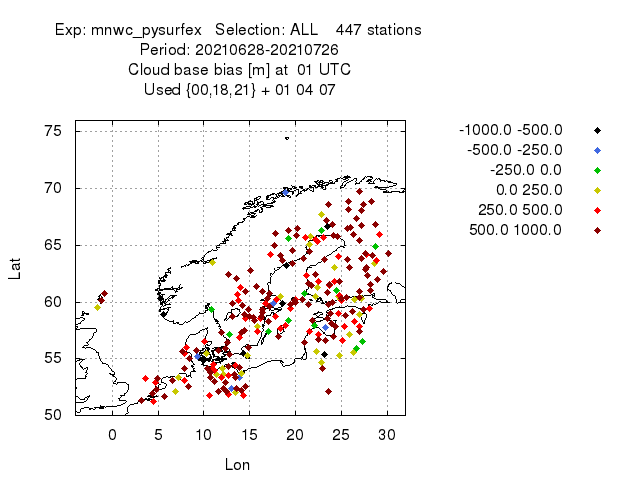 Exp: mnwc_pysurfex   Selection: ALL    447 stations
Period: 20210628-20210726
Cloud base bias [m] at  01 UTC
Used {00,18,21} + 01 04 07
-1000.0 -500.0
-500.0 -250.0
-250.0 0.0
0.0 250.0
250.0 500.0
500.0 1000.0
75
70
65
60
55
50
Lat
0 5 10 15 20 25 30
Lon